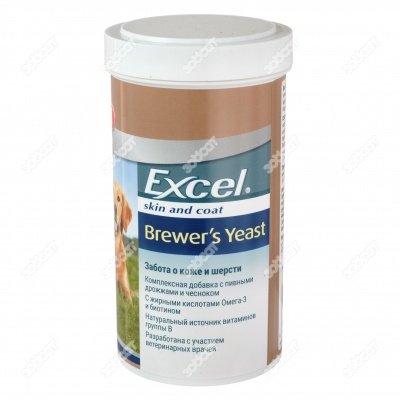 Excel®
skin and coat
Brewer's Yeast
Забота о коже и шерсти
Комплексная добавка с пивными
дрожжами и чесноком
С жирными кислотами Омега-3
и биотином
Натуральный источник витаминов
группы В
Разработана с участием
ветеринарных врачей